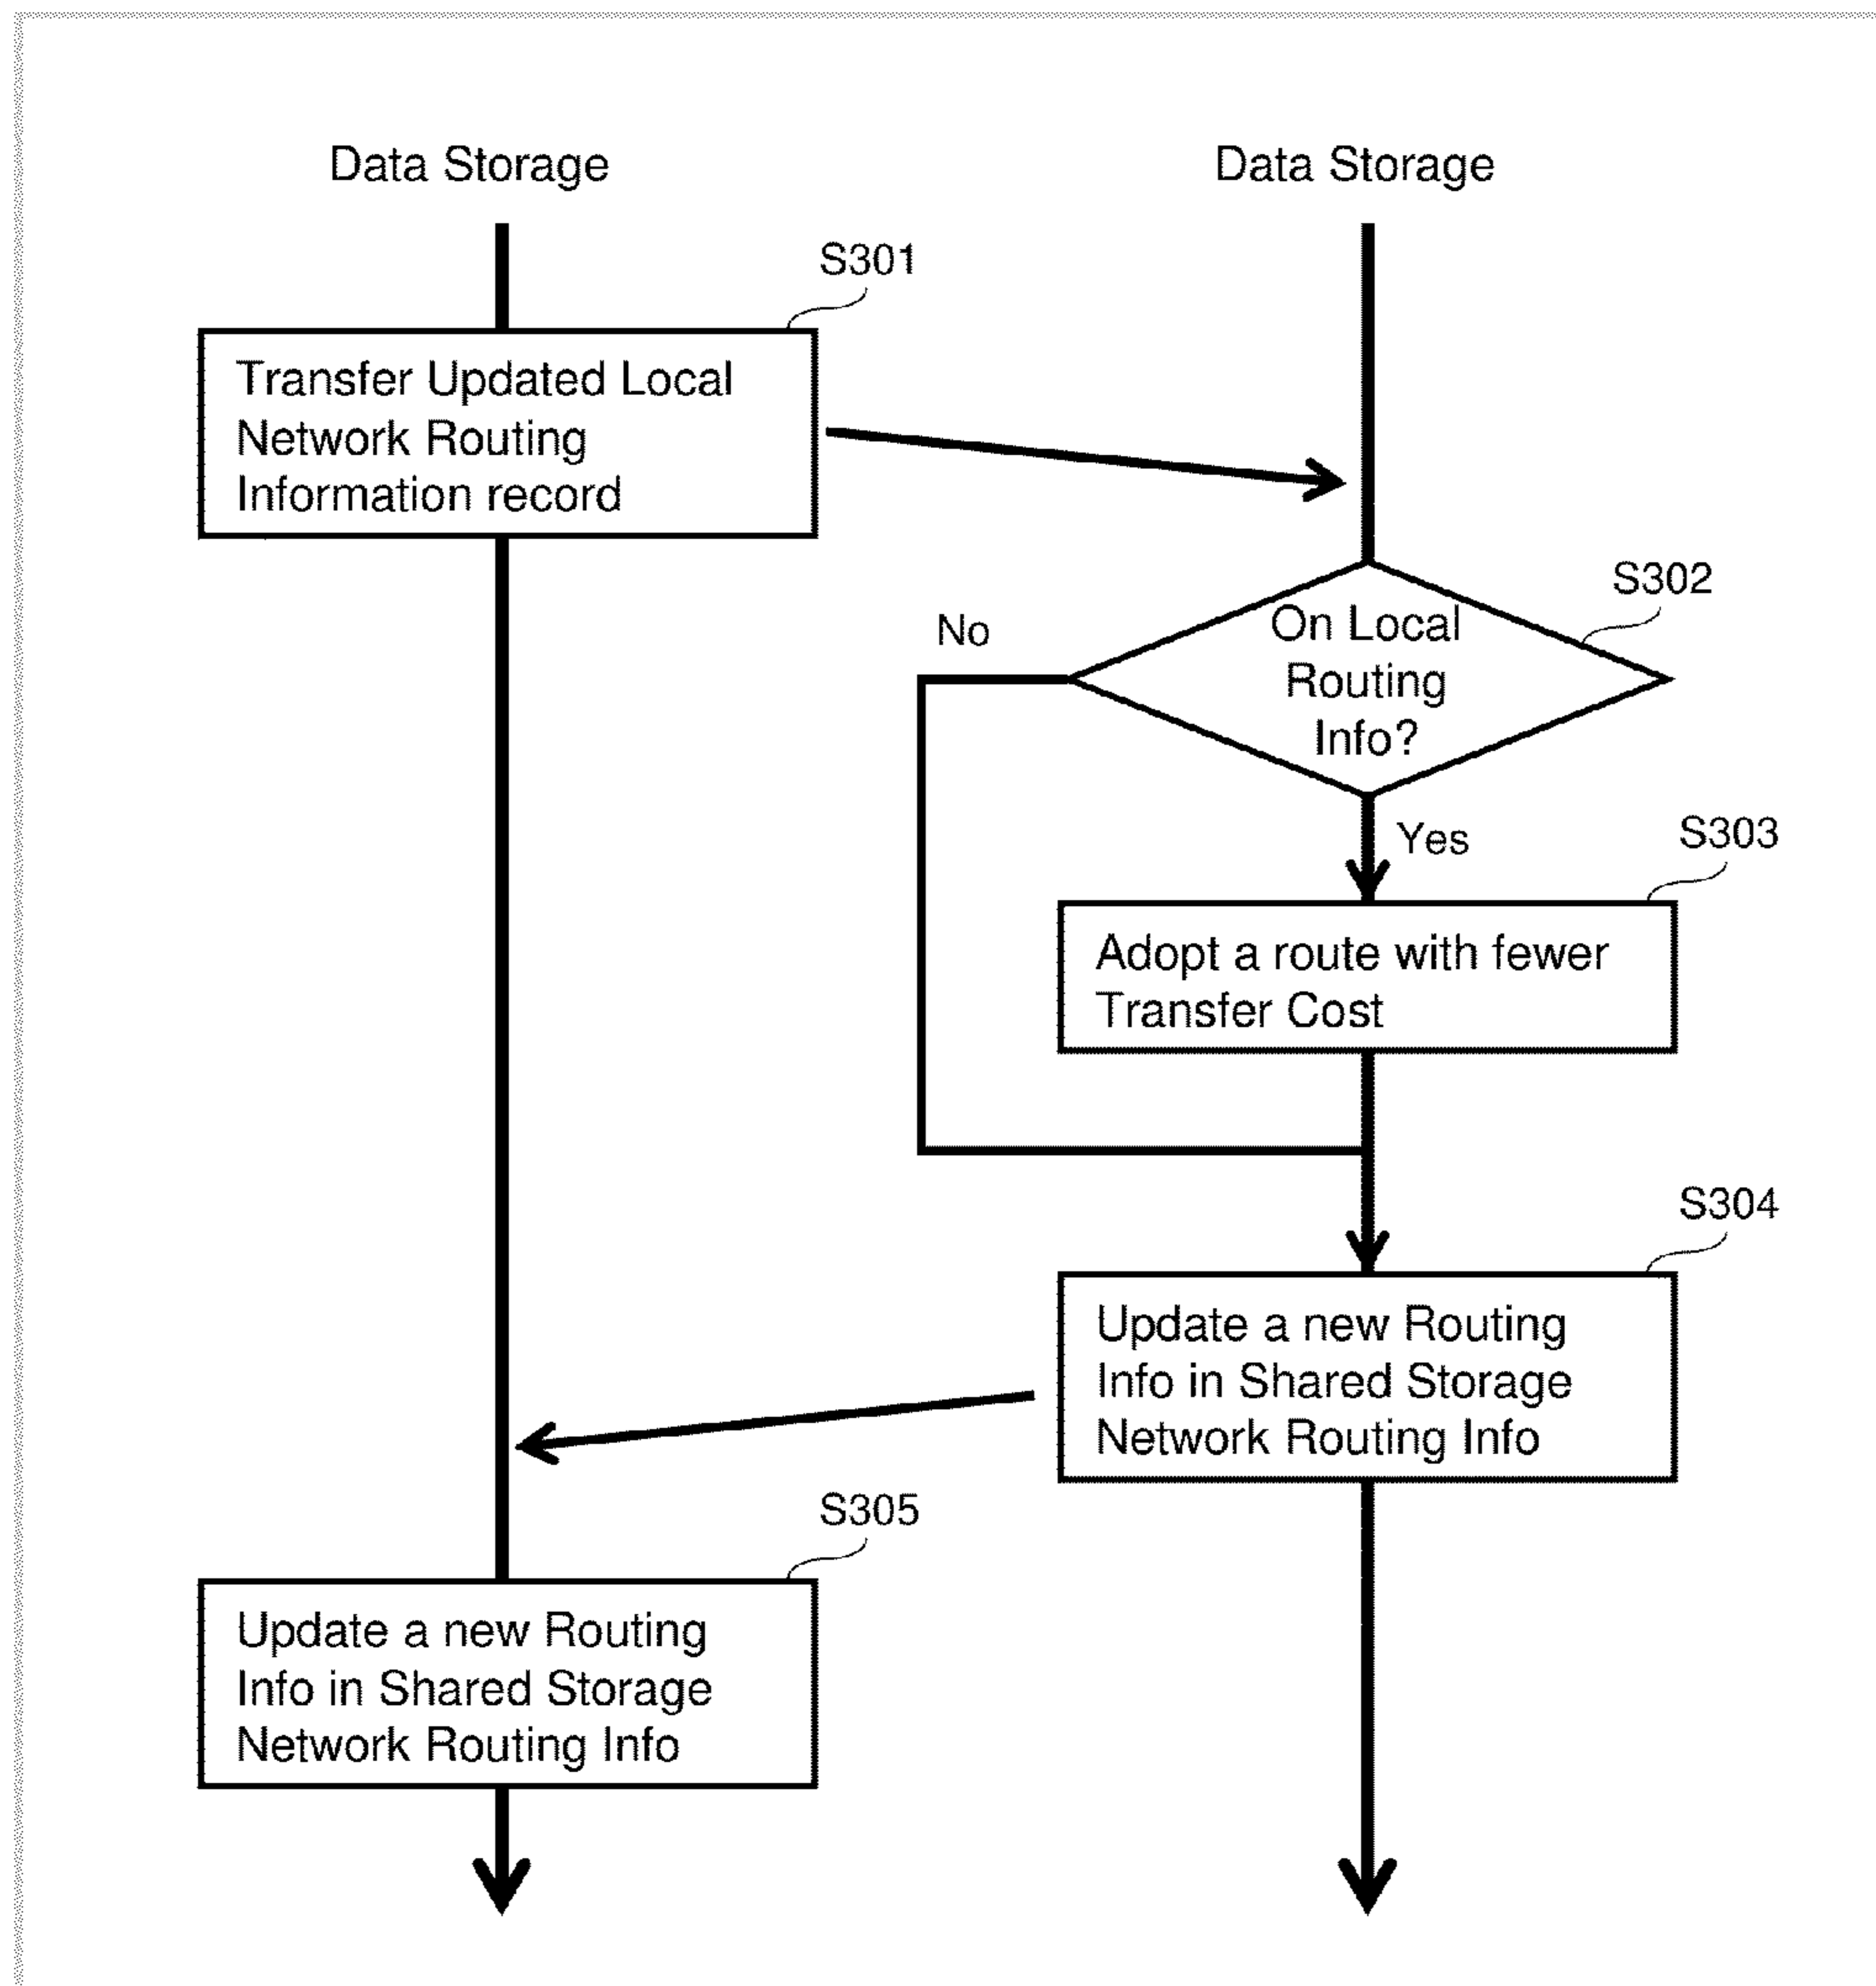 Data Storage
Data Storage
S301
Transfer Updated Local
Network Routing
Information record
S302
On Local
Routing
Info?
No
Yes
S303
Adopt a route with fewer
Transfer Cost
S304
Update a new Routing
Info in Shared Storage
Network Routing Info
S305
Update a new Routing
Info in Shared Storage
Network Routing Info